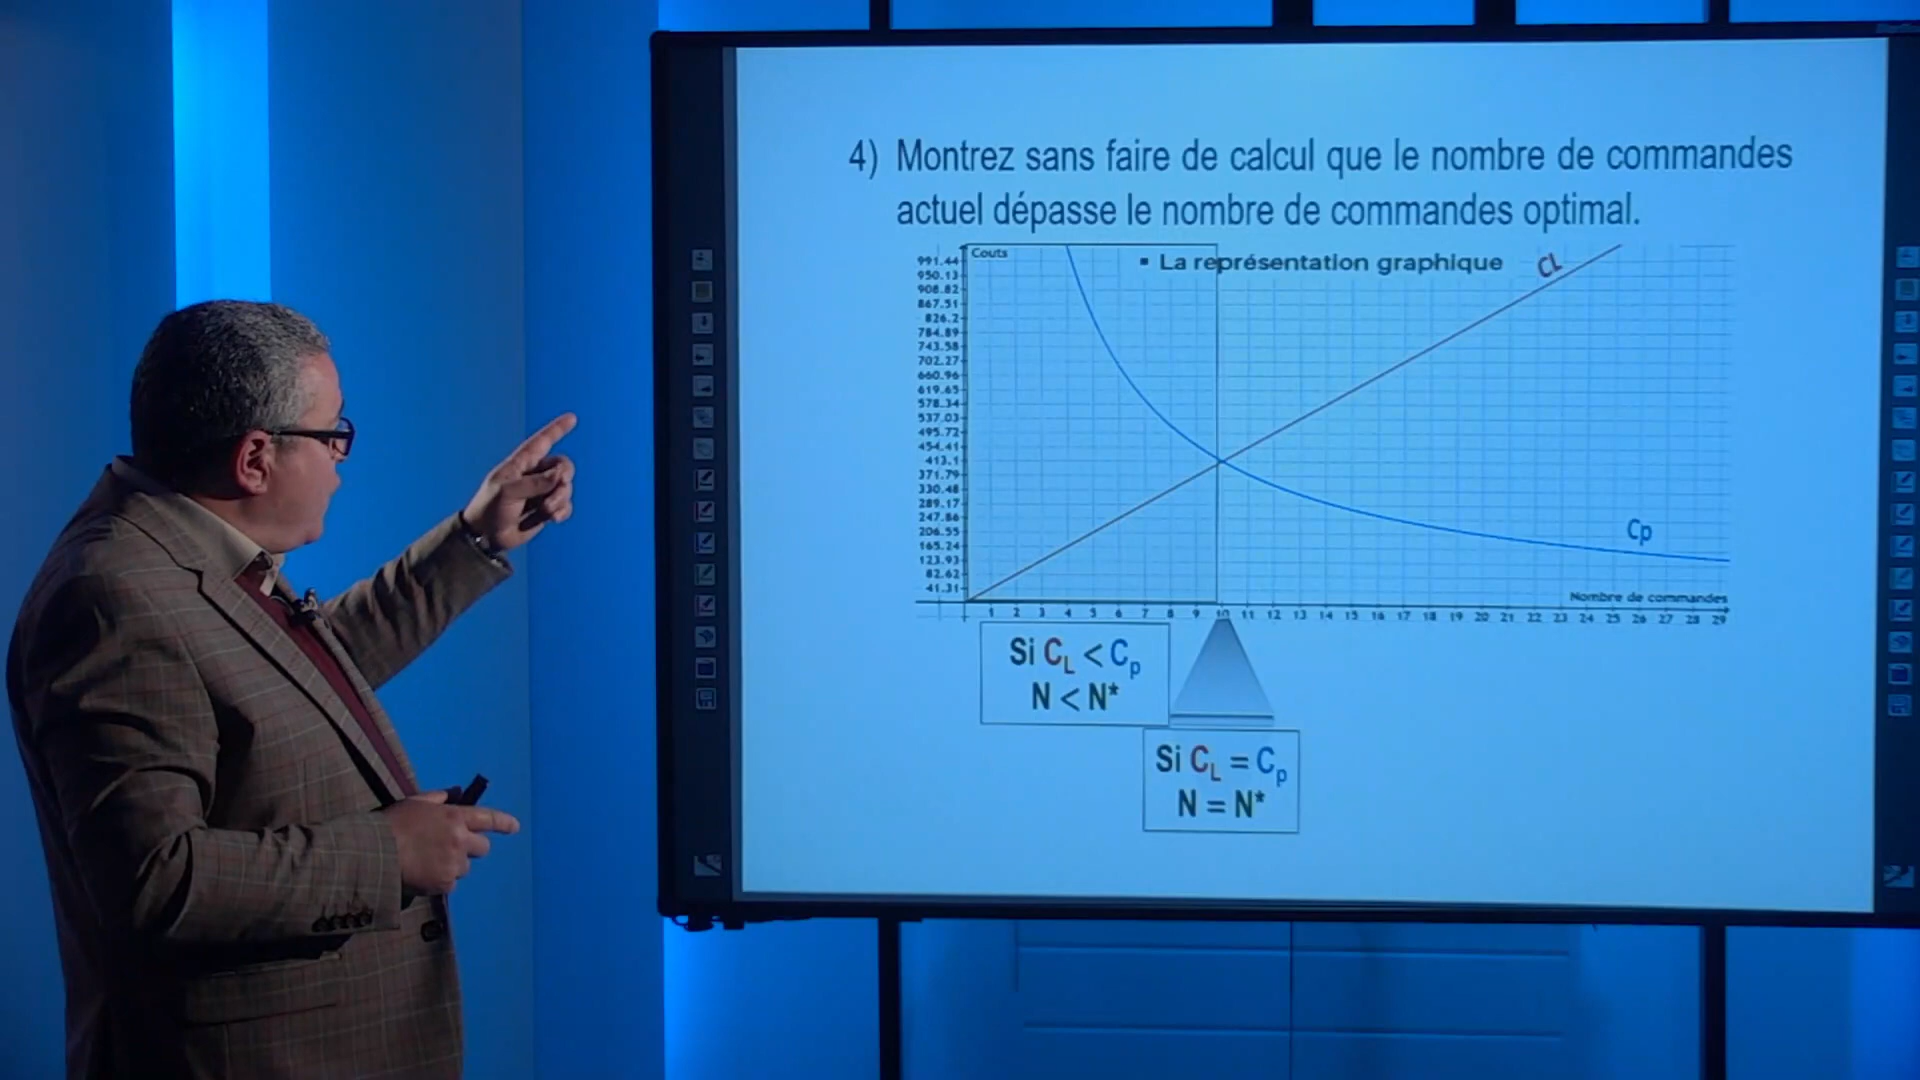 4) Montrez sans faire de calcul que le nombre de commandes
actuel dépasse le nombre de commandes optimal.
Couts
▪ La représentation graphique
CL
991.44
950.13
908.82
867.51
826.2
784.89
743.58
702.27
660.96
619.65
578.34
537.03
495.72
454.41
413.1
371.79
330.48
289.17
247.86
206.55
165.24
123.93
82.62
41.31
Cp
Nombre de commandes
1 2 3 4 5 6 7 8 9 10 11 12 13 14 15 16 17 18 19 20 21 22 23 24 25 26 27 28 29
Si CL < Cp
N < N*
Si CL = Cp
N = N*